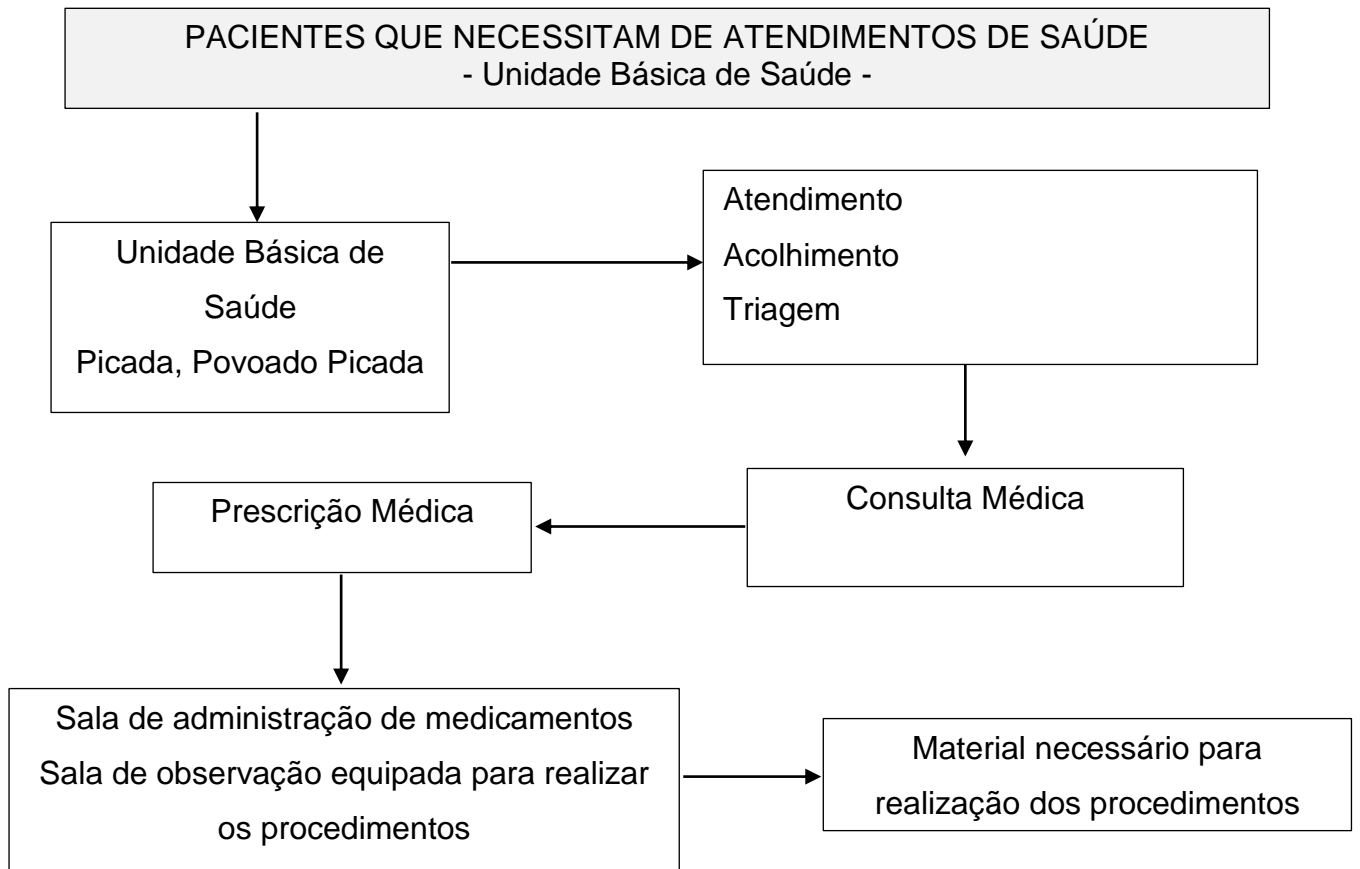 PACIENTES QUE NECESSITAM DE ATENDIMENTOS DE SAÚDE
- Unidade Básica de Saúde -
Unidade Básica de
Saúde
Picada, Povoado Picada
Atendimento
Acolhimento
Triagem
Consulta Médica
Prescrição Médica
Sala de administração de medicamentos
Sala de observação equipada para realizar
os procedimentos
Material necessário para
realização dos procedimentos